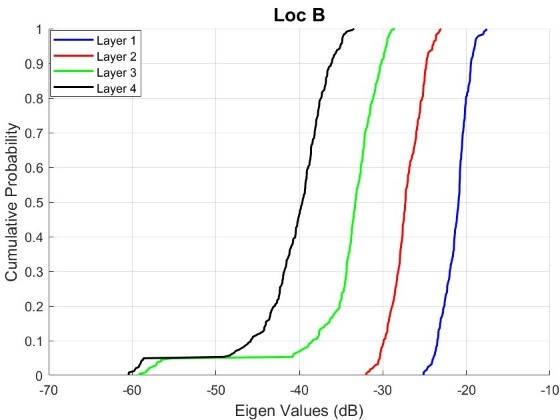 Loc B
Layer 1
Layer 2
Layer 3
Layer 4
Cumulative Probability
1
0.9
0.8
0.7
0.6
0.5
0.4
0.3
0.2
0.1
0
-70
-60
-50
-40
-30
-20
-10
Eigen Values (dB)